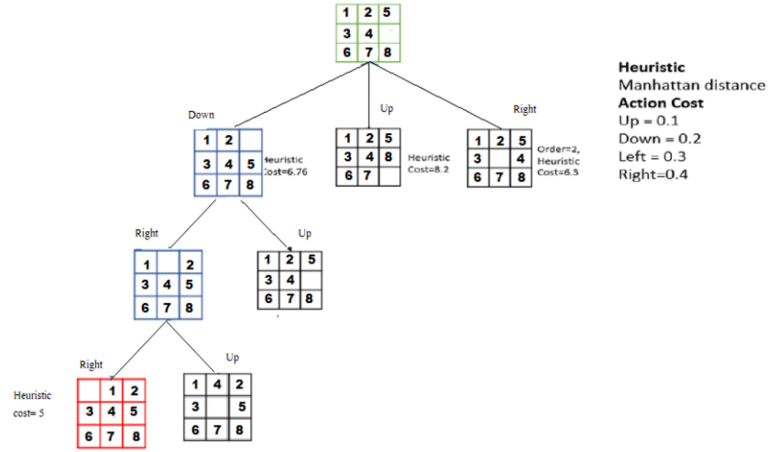 1 2 5
3 4
6 7 8
Heuristic
Manhattan distance
Action Cost
Up = 0.1
Down = 0.2
Left = 0.3
Right=0.4
Down
Up
Right
1 2
3 4 5
6 7 8
Heuristic
Cost=6.76
1 2 5
3 4 8
6 7
Heuristic
Cost=8.2
1 2 5
3 4
6 7 8
Order=2,
Heuristic
Cost=6.3
Right
Up
1 2
3 4 5
6 7 8
1 2 5
3 4
6 7 8
Right
Up
Heuristic
cost= 5
1 2
3 4 5
6 7 8
1 4 2
3 5
6 7 8